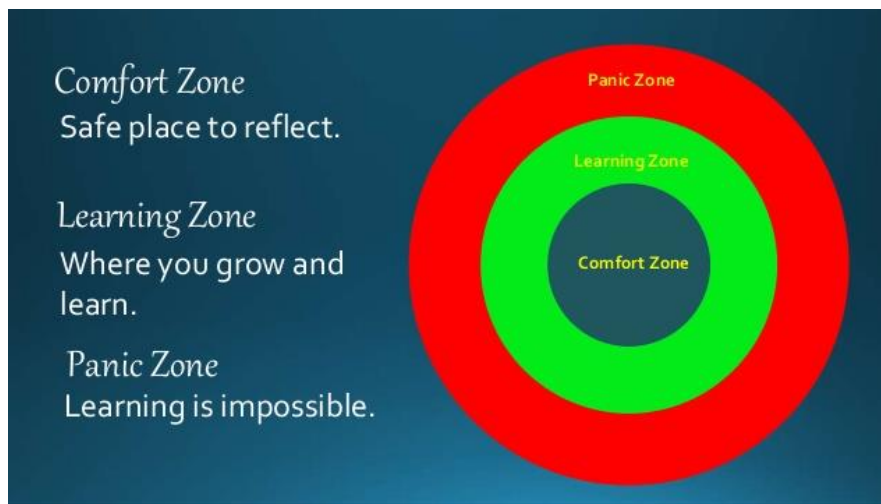 Comfort Zone
Safe place to reflect.
Learning Zone
Where you grow and
learn.
Panic Zone
Learning is impossible.
Panic Zone
Learning Zone
Comfort Zone